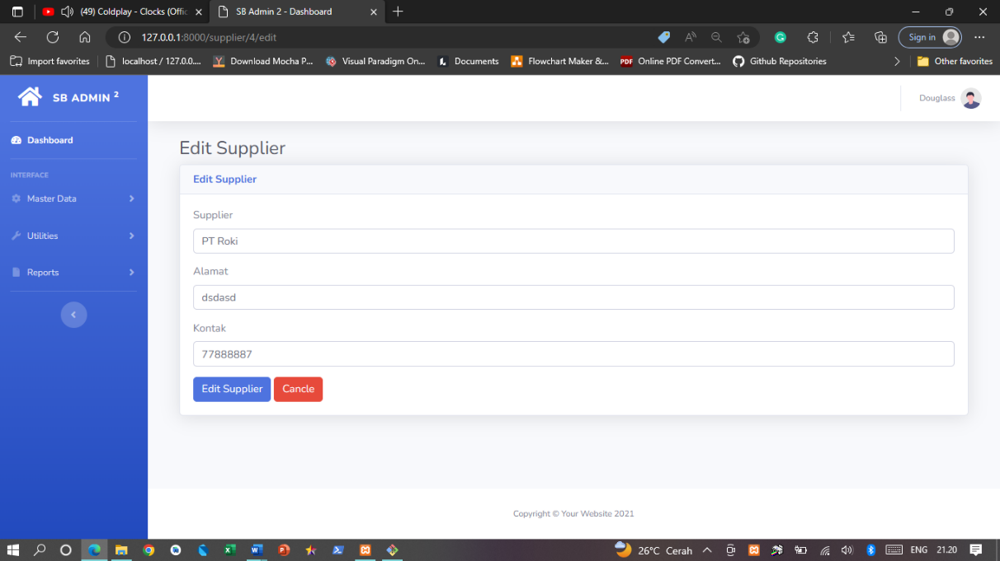 (49) Coldplay - Clocks (Offic
SB Admin 2 - Dashboard
127.0.0.1:8000/supplier/4/edit
Sign in
Import favorites
localhost / 127.0.0....
Download Mocha P...
Visual Paradigm On...
Documents
Flowchart Maker &...
PDF
Online PDF Convert...
Github Repositories
Other favorites
SB ADMIN 2
Douglass
Dashboard
INTERFACE
Master Data
Utilities
Reports
Edit Supplier
Edit Supplier
Supplier
PT Roki
Alamat
dsdasd
Kontak
77888887
Edit Supplier
Cancle
Copyright © Your Website 2021
26°C Cerah
ENG
21.20